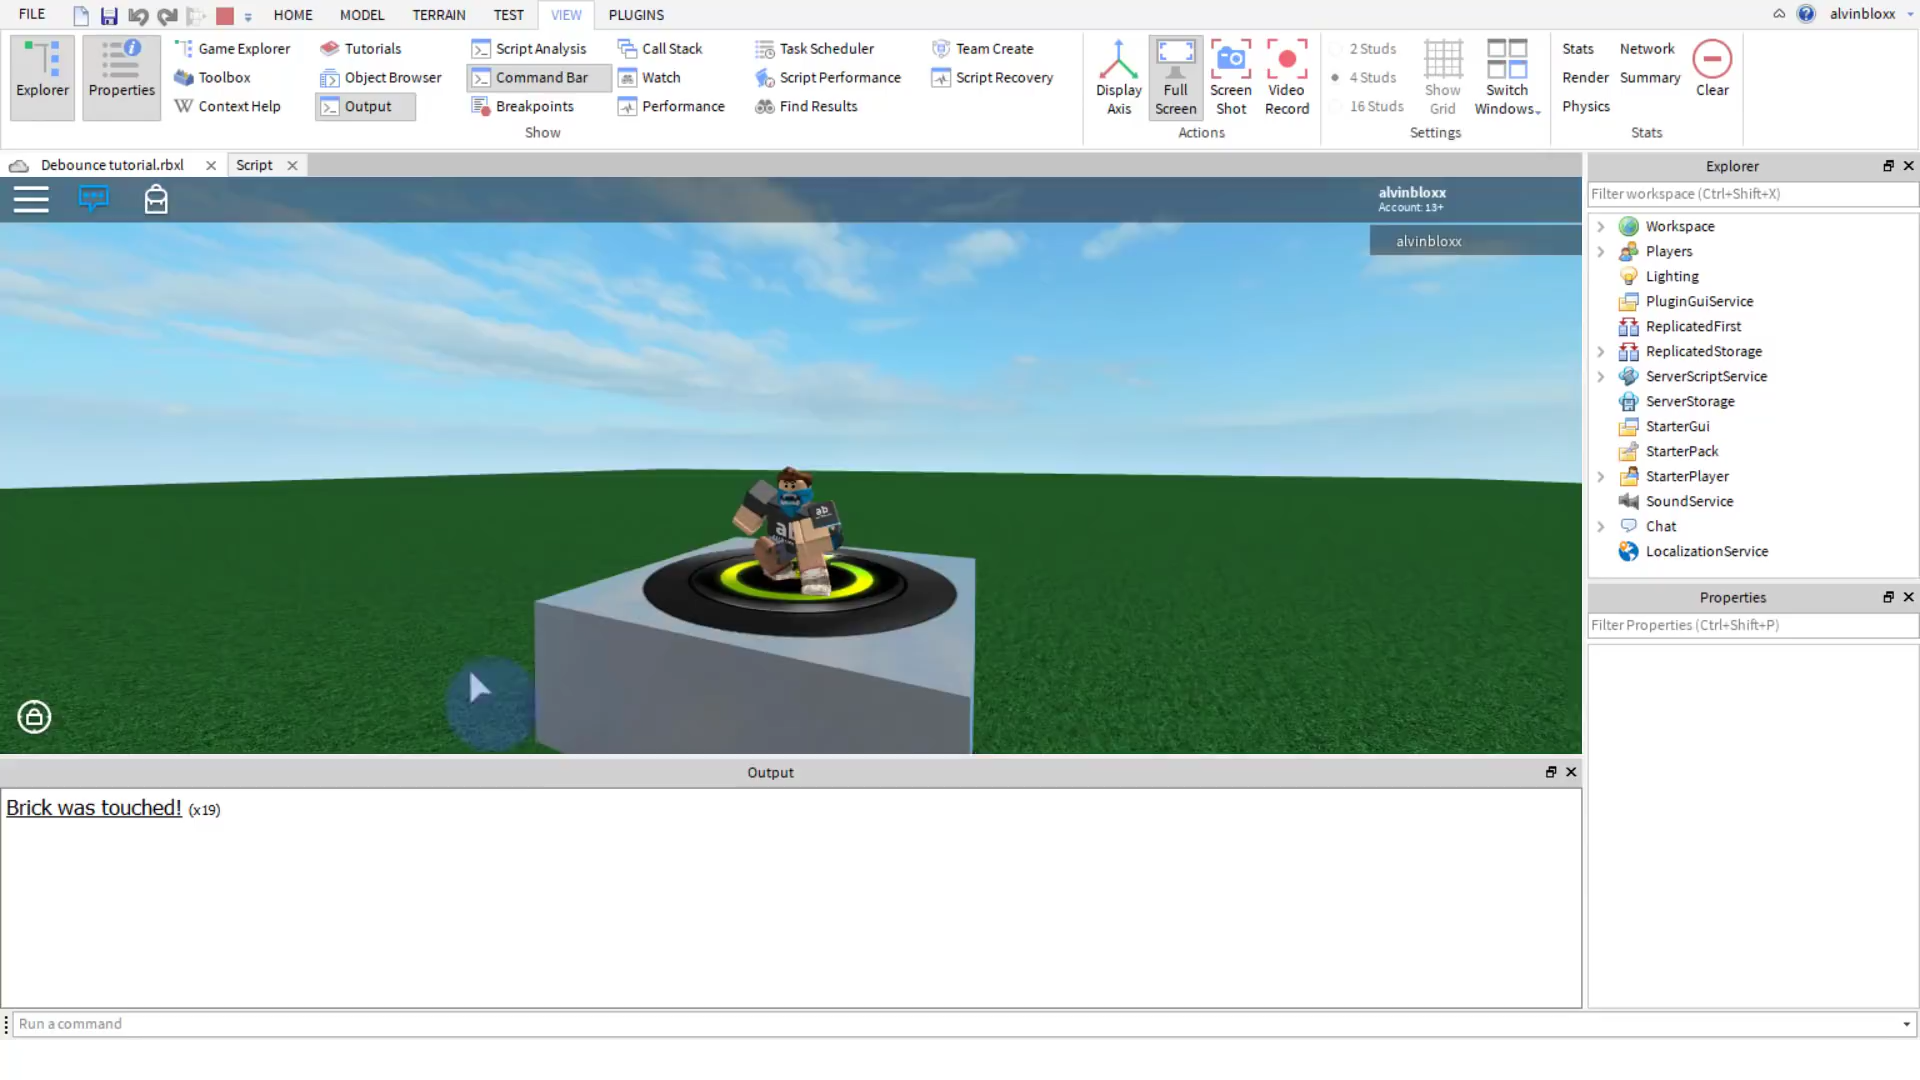 FILE
HOME
MODEL
TERRAIN
TEST
VIEW
PLUGINS
alvinbloxx
Explorer
Properties
Game Explorer
Toolbox
Context Help
Tutorials
Object Browser
Output
Script Analysis
Command Bar
Breakpoints
Call Stack
Watch
Performance
Task Scheduler
Script Performance
Find Results
Team Create
Script Recovery
Show
Display
Axis
Full
Screen
Screen
Shot
Video
Record
Actions
2 Studs
4 Studs
16 Studs
Show
Grid
Switch
Windows
Settings
Stats
Network
Render
Summary
Physics
Clear
Stats
Debounce tutorial.rbxl
Script
alvinbloxx
Account: 13+
alvinbloxx
ab
Explorer
Filter workspace (Ctrl+Shift+X)
Workspace
Players
Lighting
PluginGuiService
ReplicatedFirst
ReplicatedStorage
ServerScriptService
ServerStorage
StarterGui
StarterPack
StarterPlayer
SoundService
Chat
LocalizationService
Properties
Filter Properties (Ctrl+Shift+P)
Output
Brick was touched! (x19)
Run a command